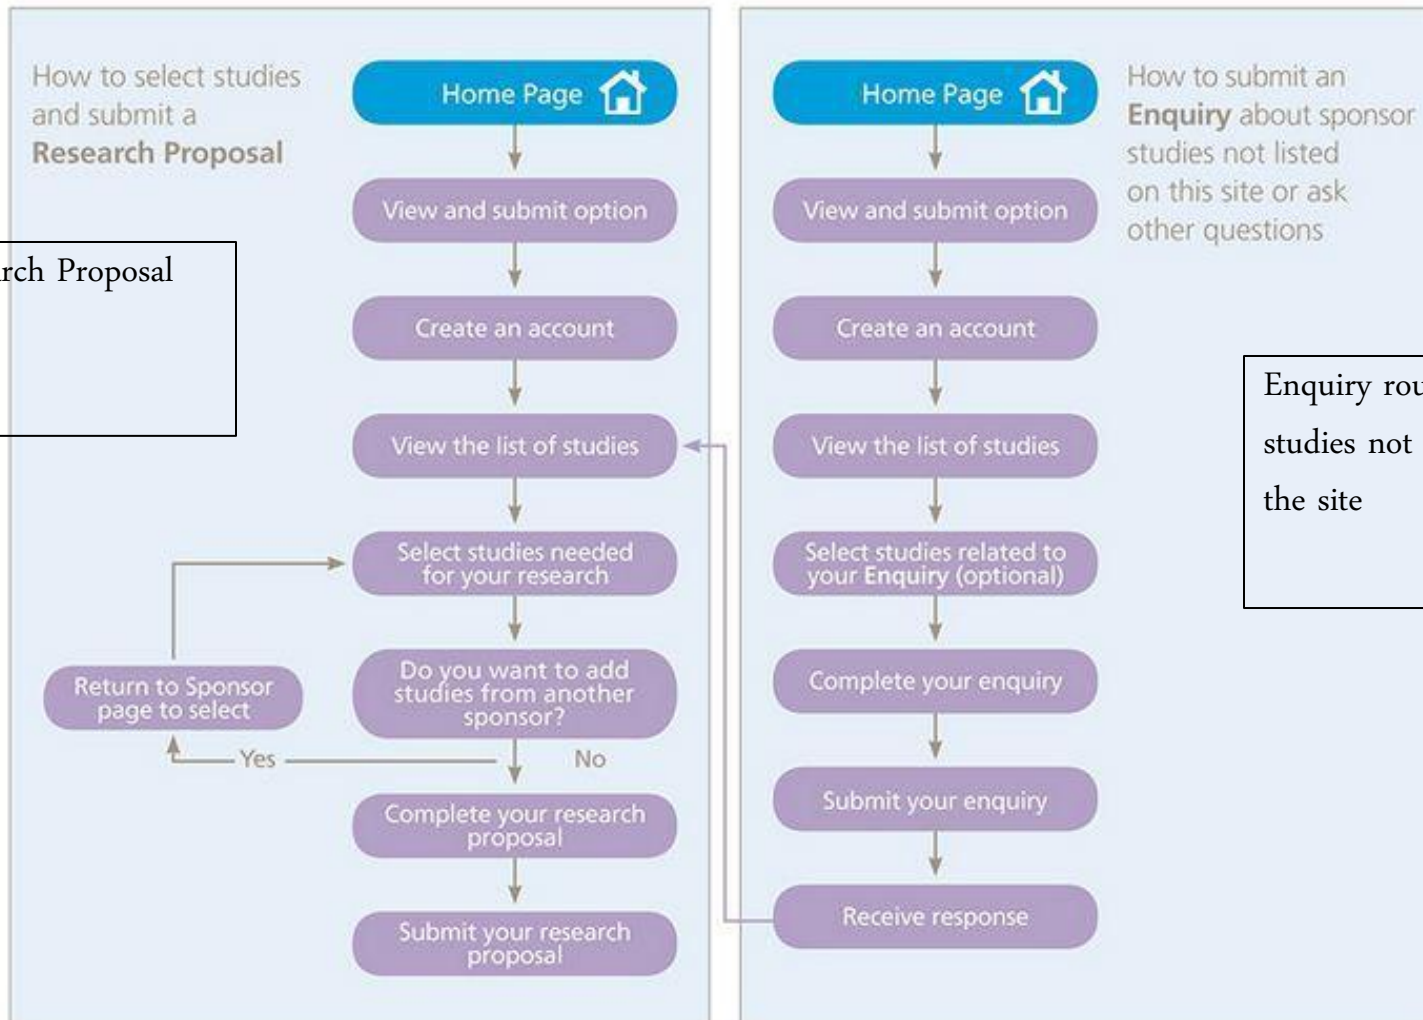 How to select studies
and submit a
Research Proposal
rch Proposal
Home Page
View and submit option
Create an account
View the list of studies
Select studies needed
for your research
Do you want to add
studies from another
sponsor?
Return to Sponsor
page to select
Yes
No
Complete your research
proposal
Submit your research
proposal
Home Page
View and submit option
Create an account
View the list of studies
Select studies related to
your Enquiry (optional)
Complete your enquiry
Submit your enquiry
Receive response
How to submit an
Enquiry about sponsor
studies not listed
on this site or ask
other questions
Enquiry rou
studies not
the site